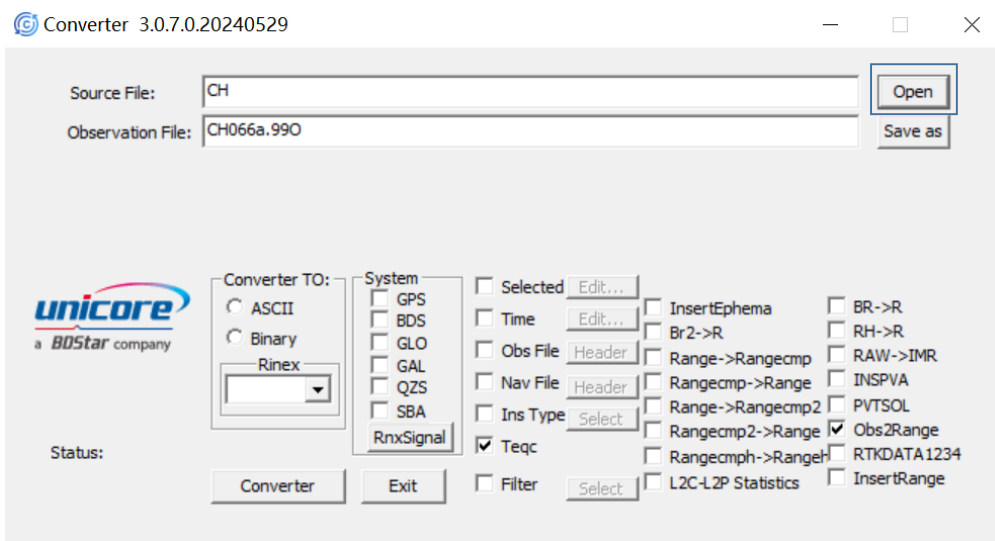 Converter 3.0.7.0.20240529
Source File: CH Open
Observation File: CH066a.99O Save as
unicore
a BDStar company
Converter TO:
ASCII
Binary
Rinex
System
GPS
BDS
GLO
GAL
QZS
SBA
RnxSignal
Selected Edit...
Time Edit...
Obs File Header
Nav File Header
Ins Type Select
Teqc
Filter Select
InsertEphema
Br2->R
Range->Rangecmp
Rangecmp->Range
Range->Rangecmp2
Rangecmp2->Range
Rangecmph->RangeH
L2C-L2P Statistics
BR->R
RH->R
RAW->IMR
INSPVA
PVTSOL
Obs2Range
RTKDATA1234
InsertRange
Status:
Converter Exit